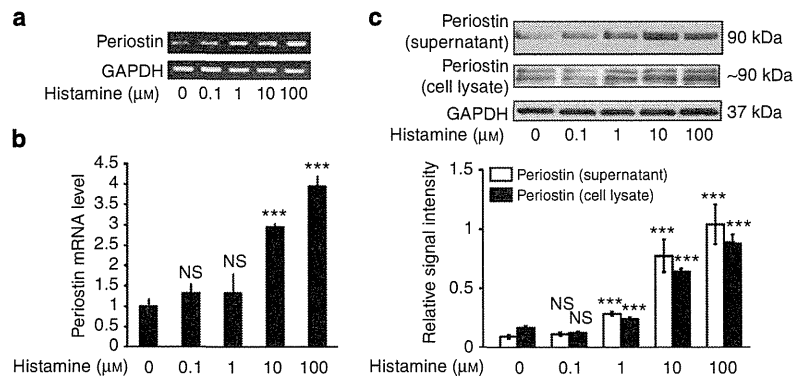 a
Periostin
GAPDH
Histamine (μM) 0 0.1 1 10 100
b
Periostin mRNA level
4.5
4
3.5
3
2.5
2
1.5
1
0.5
0
NS
NS
***
***
Histamine (μM) 0 0.1 1 10 100
c
Periostin
(supernatant)
90 kDa
Periostin
(cell lysate)
~90 kDa
GAPDH
37 kDa
Histamine (μM) 0 0.1 1 10 100
Relative signal intensity
1.5
1
0.5
0
Periostin (supernatant)
Periostin (cell lysate)
NS
NS
***
***
***
***
***
***
Histamine (μM) 0 0.1 1 10 100